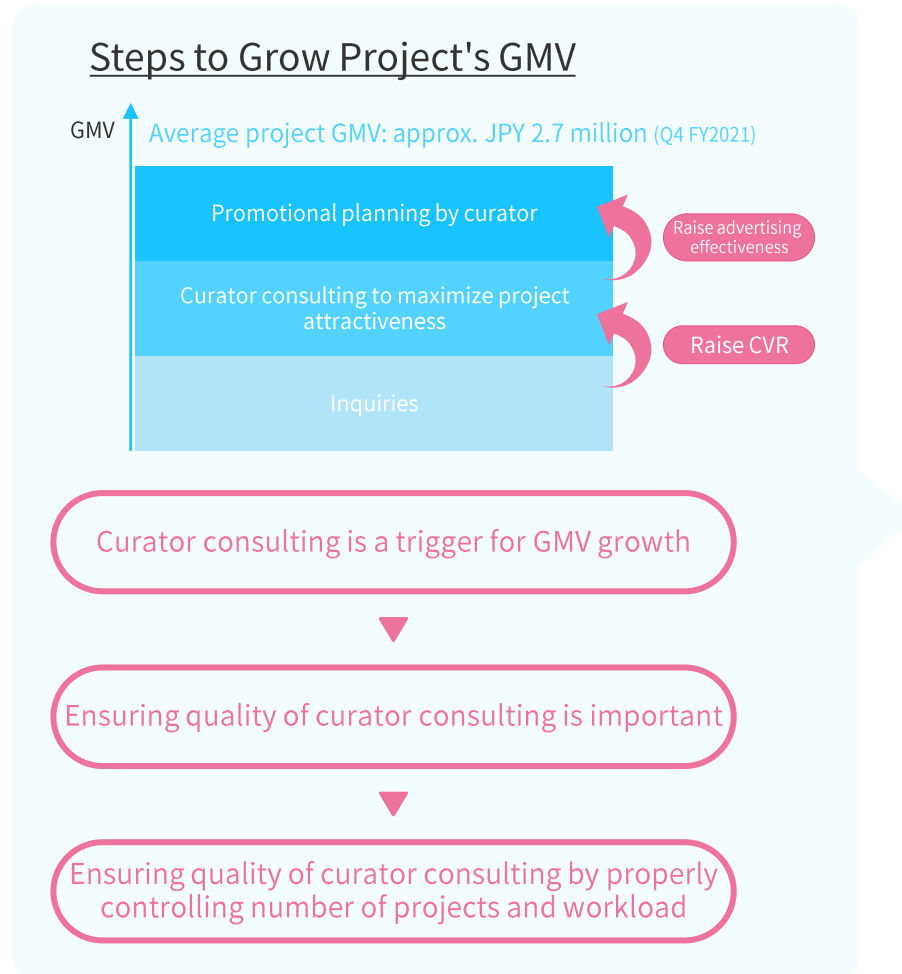 Steps to Grow Project's GMV
GMV
Average project GMV: approx. JPY 2.7 million (Q4 FY2021)
Promotional planning by curator
Raise advertising
effectiveness
Curator consulting to maximize project
attractiveness
Raise CVR
Inquiries
Curator consulting is a trigger for GMV growth
Ensuring quality of curator consulting is important
Ensuring quality of curator consulting by properly
controlling number of projects and workload